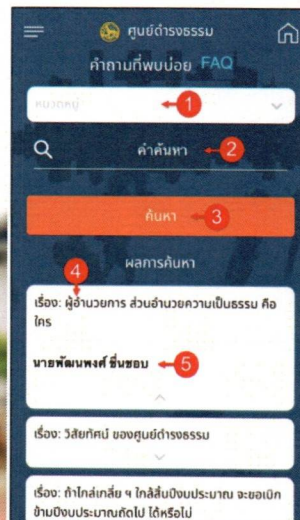 ศูนย์ดำรงธรรม
คำถามที่พบบ่อย FAQ
หมวดหมู่
1
คำค้นหา
2
ค้นหา
3
ผลการค้นหา
4
เรื่อง: ผู้อำนวยการ ส่วนอำนวยความเป็นธรรม คือ
ใคร
นายพัฒนพงศ์ ชื่นชอบ
5
เรื่อง: วิสัยทัศน์ ของศูนย์ดำรงธรรม
เรื่อง: ถ้าไกล่เกลี่ย ฯ ใกล้สิ้นปีงบประมาณ จะขอเบิก
ข้ามปีงบประมาณถัดไป ได้หรือไม่